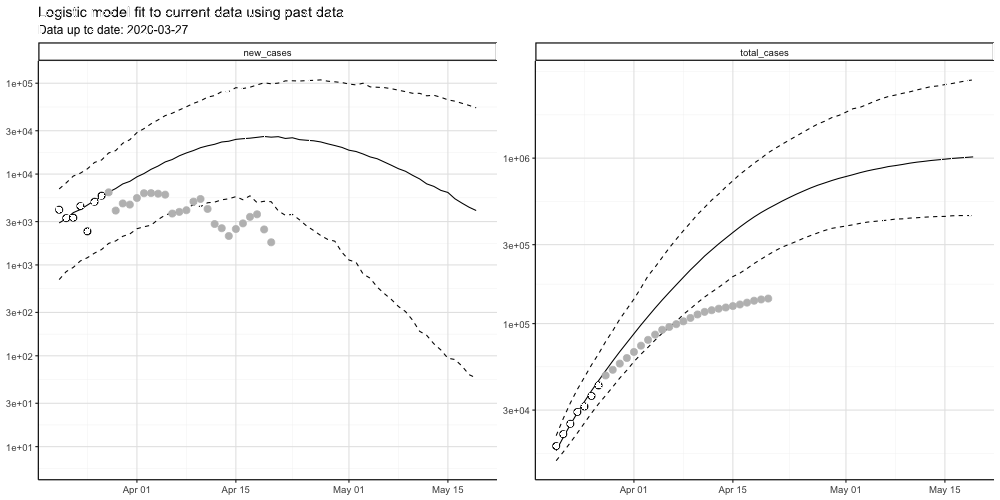 Logistic model fit to current data using past data
Data up to date: 2020-03-27
new_cases
total_cases
1e+05
3e+04
1e+04
3e+03
1e+03
3e+02
1e+02
3e+01
1e+01
1e+06
3e+05
1e+05
3e+04
Apr 01
Apr 15
May 01
May 15
Apr 01
Apr 15
May 01
May 15